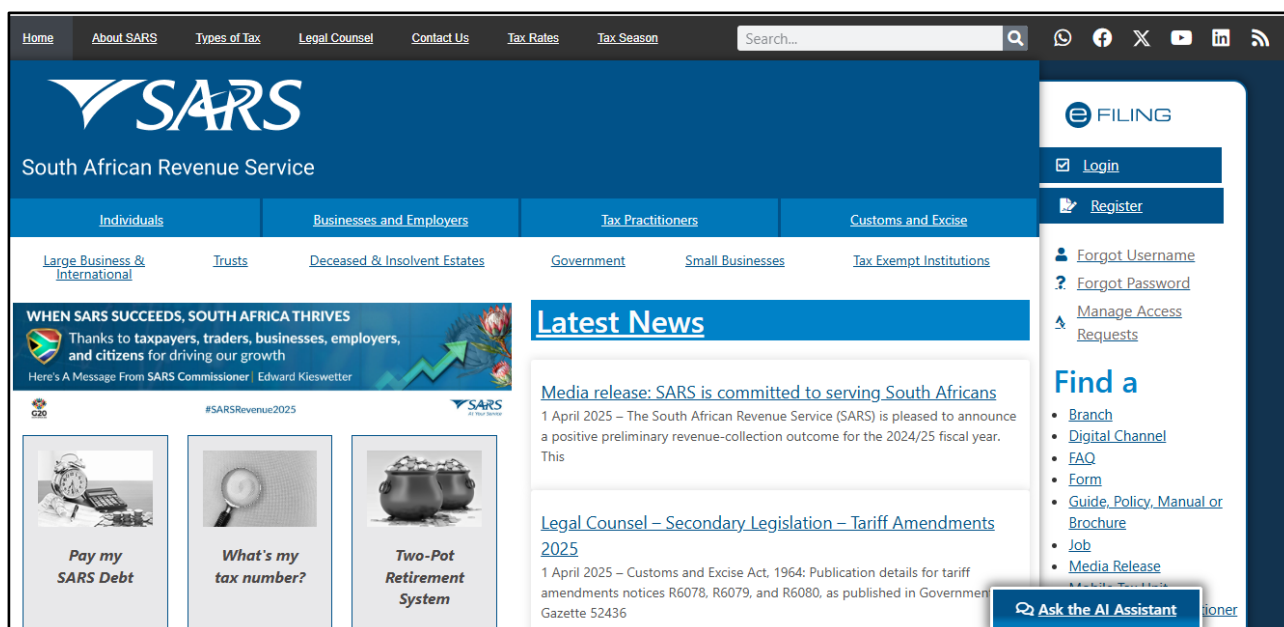 Home About SARS Types of Tax Legal Counsel Contact Us Tax Rates Tax Season Search...
SARS
South African Revenue Service
Individuals Businesses and Employers Tax Practitioners Customs and Excise
Large Business &
International
Trusts Deceased & Insolvent Estates Government Small Businesses Tax Exempt Institutions
WHEN SARS SUCCEEDS, SOUTH AFRICA THRIVES
Thanks to taxpayers, traders, businesses, employers,
and citizens for driving our growth
Here's A Message From SARS Commissioner | Edward Kieswetter
G20 #SARSRevenue2025 SARS
At Your Service
Pay my
SARS Debt
What's my
tax number?
Two-Pot
Retirement
System
Latest News
Media release: SARS is committed to serving South Africans
1 April 2025 – The South African Revenue Service (SARS) is pleased to announce
a positive preliminary revenue-collection outcome for the 2024/25 fiscal year.
This
Legal Counsel – Secondary Legislation – Tariff Amendments
2025
1 April 2025 – Customs and Excise Act, 1964: Publication details for tariff
amendments notices R6078, R6079, and R6080, as published in Government
Gazette 52436
e FILING
Login
Register
Forgot Username
Forgot Password
Manage Access
Requests
Find a
Branch
Digital Channel
FAQ
Form
Guide, Policy, Manual or
Brochure
Job
Media Release
Mobile Tax Unit
Ask the AI Assistant